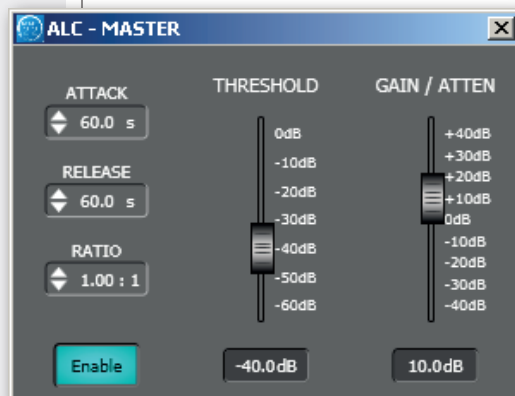 ALC - MASTER
ATTACK
60.0 s
RELEASE
60.0 s
RATIO
1.00 : 1
Enable
THRESHOLD
0dB
-10dB
-20dB
-30dB
-40dB
-50dB
-60dB
-40.0dB
GAIN / ATTEN
+40dB
+30dB
+20dB
+10dB
0dB
-10dB
-20dB
-30dB
-40dB
10.0dB